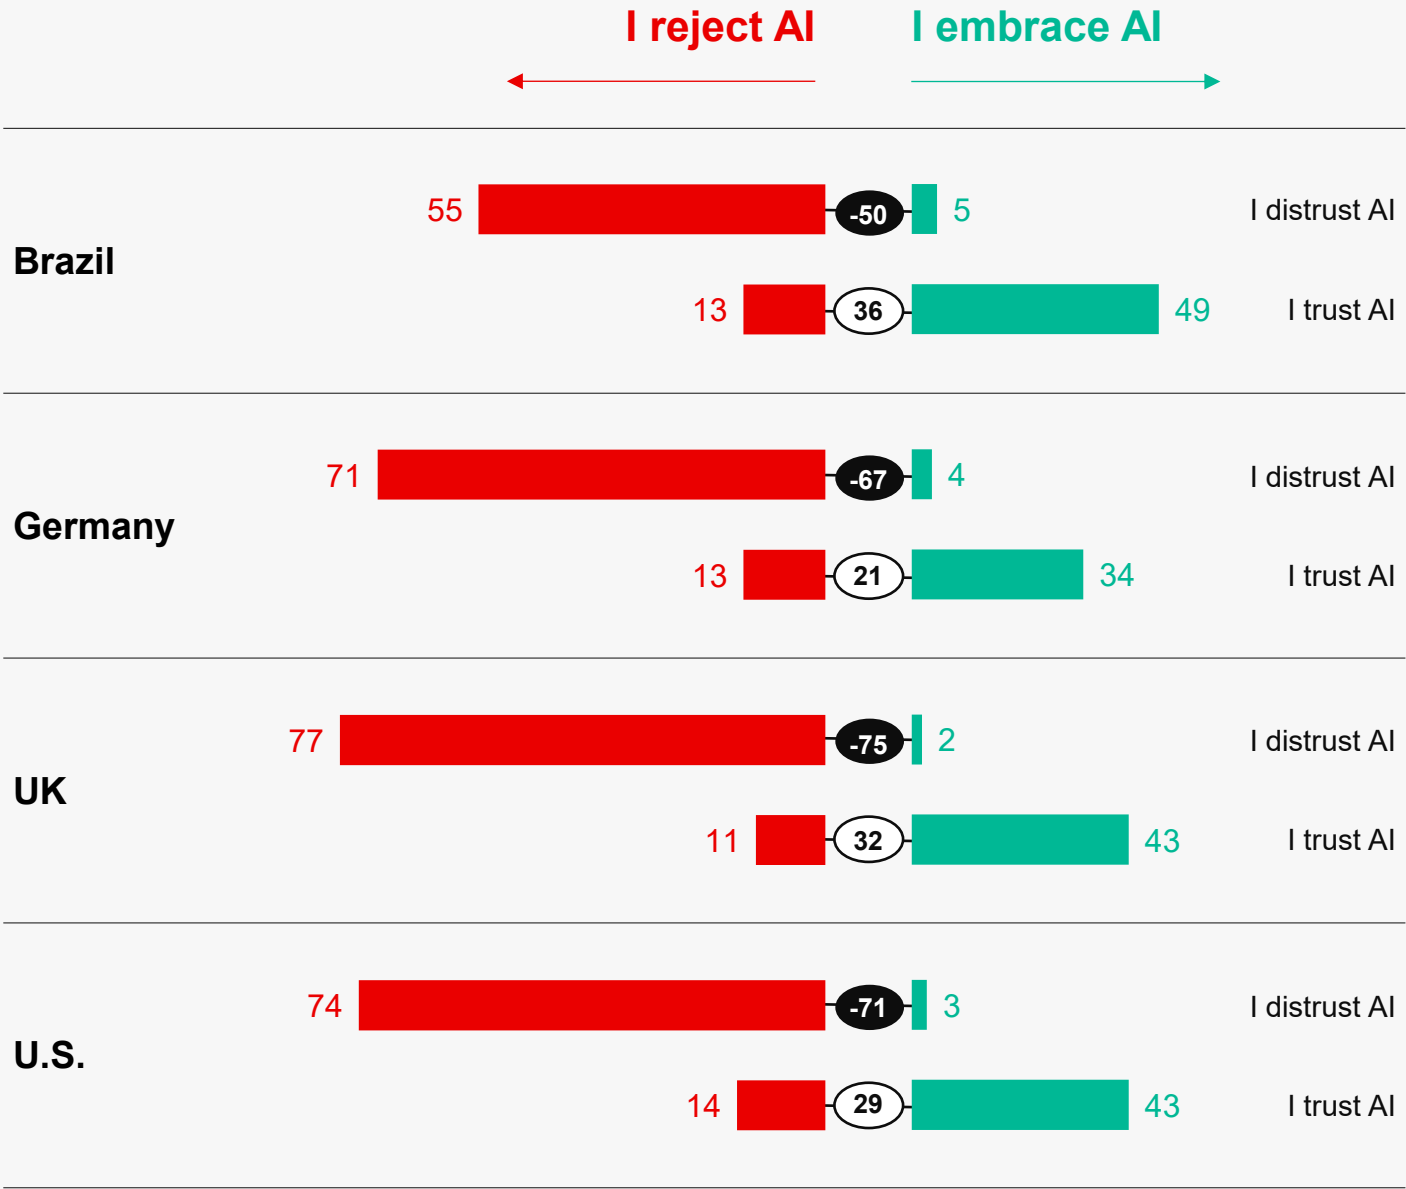 I reject AI I embrace AI
55 -50 5 I distrust AI
Brazil
13 36 49 I trust AI
71 -67 4 I distrust AI
Germany
13 21 34 I trust AI
77 -75 2 I distrust AI
UK
11 32 43 I trust AI
74 -71 3 I distrust AI
U.S.
14 29 43 I trust AI